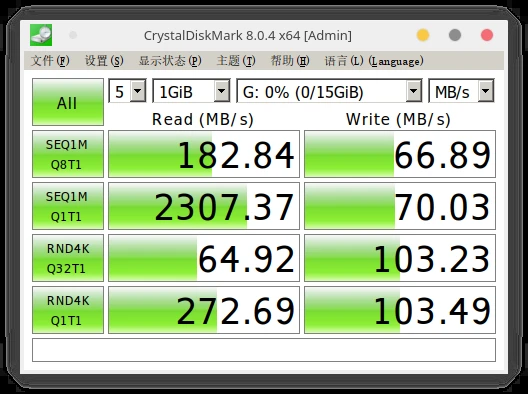 CrystalDiskMark 8.0.4 x64 [Admin]
文件(F) 设置(S) 显示状态(P) 主题(T) 帮助(H) 语言(L)(Language)
All 5 1GiB G: 0% (0/15GiB) MB/s
Read (MB/s) Write (MB/s)
SEQ1M Q8T1 182.84 66.89
SEQ1M Q1T1 2307.37 70.03
RND4K Q32T1 64.92 103.23
RND4K Q1T1 272.69 103.49